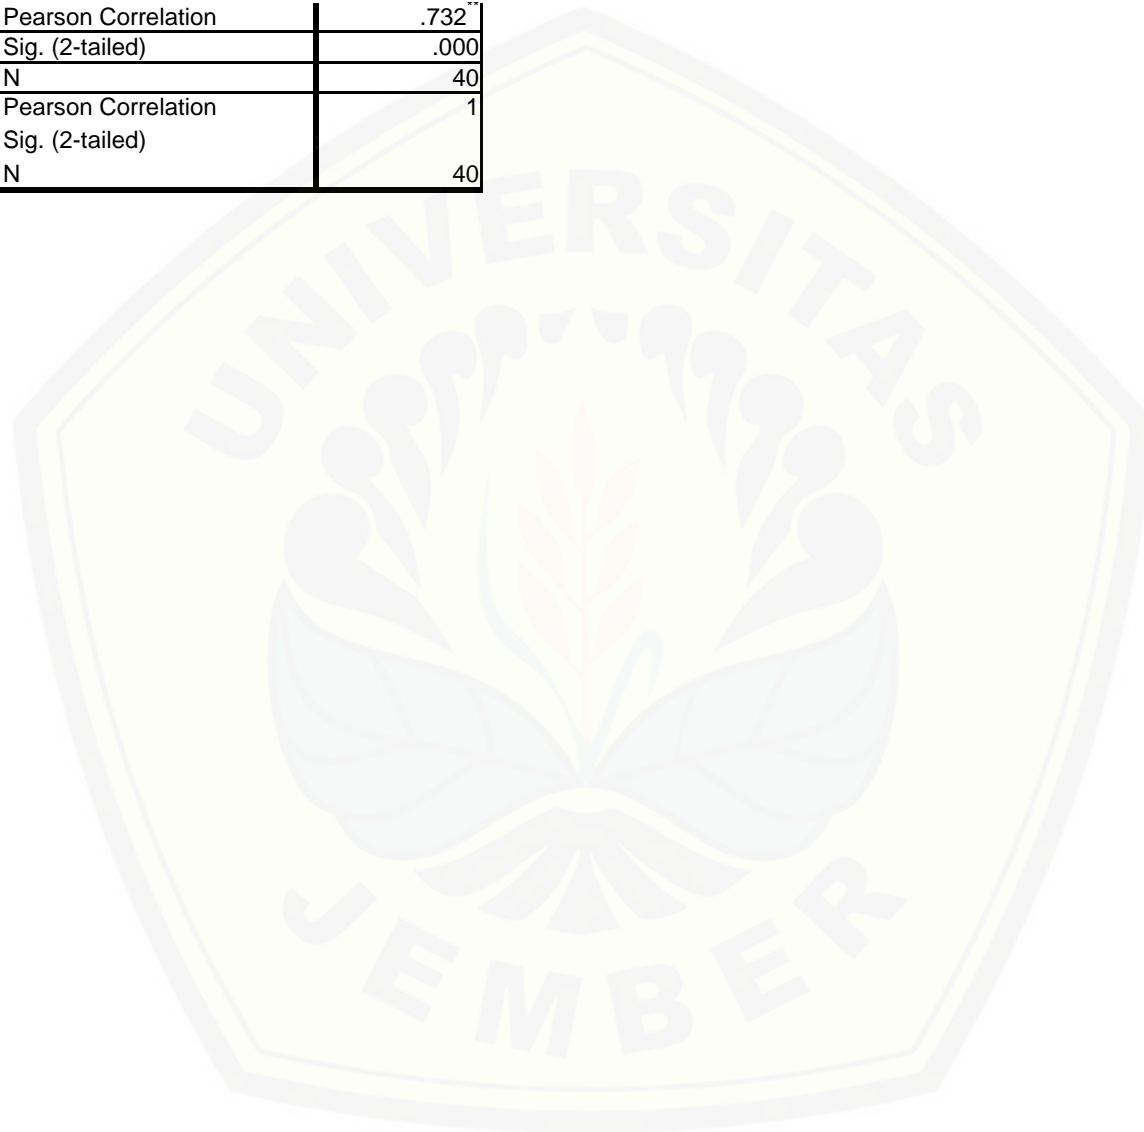 Pearson Correlation .732**
Sig. (2-tailed) .000
N 40
Pearson Correlation 1
Sig. (2-tailed)
N 40
UNIVERSITAS
JEMBER